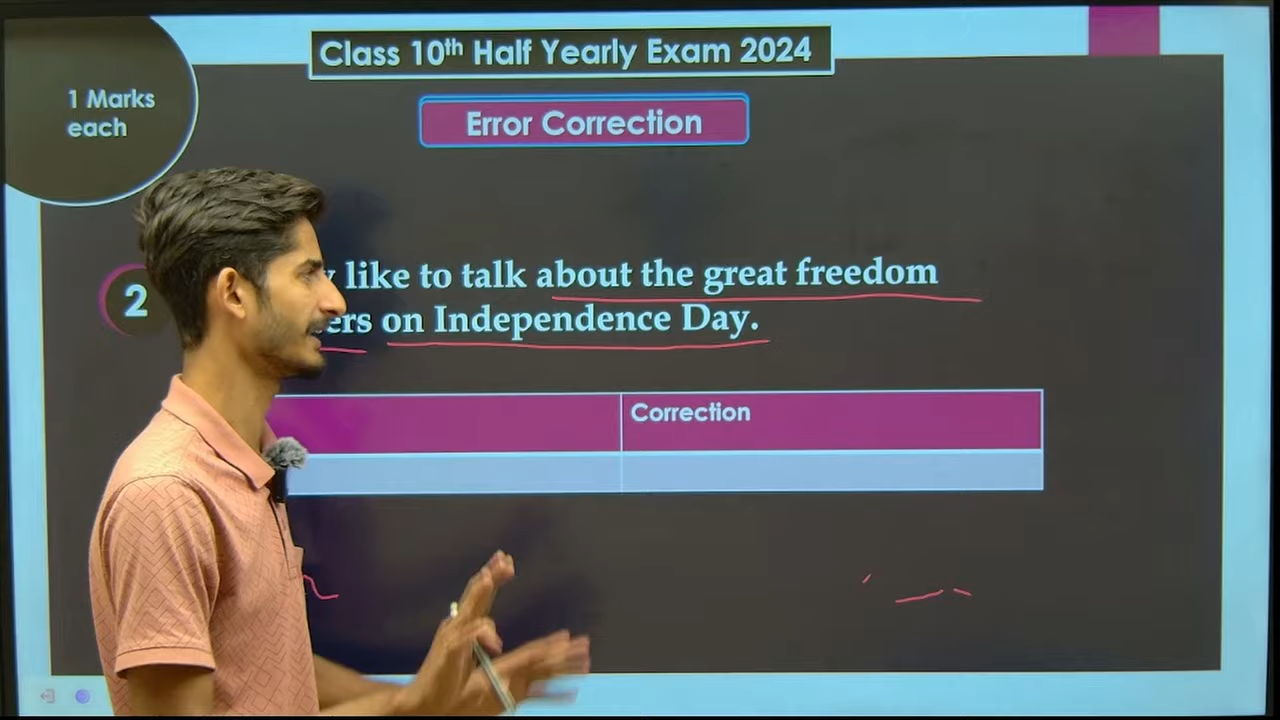 Class 10th Half Yearly Exam 2024
1 Marks
each
Error Correction
2
like to talk about the great freedom
on Independence Day.
Correction